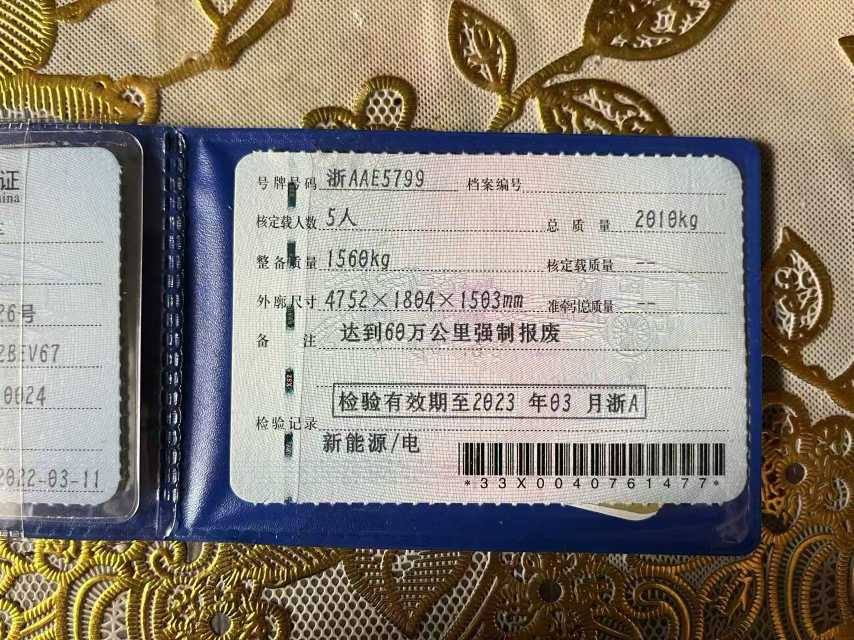 证
ina
26号
2BEV67
0024
2022-03-11
号牌号码 浙AAE5799 档案编号
核定载人数 5人 总质量 2010kg
整备质量 1560kg 核定载质量 --
外廓尺寸 4752×1804×1503mm 准牵引总质量 --
备注 达到60万公里强制报废
检验有效期至2023 年03 月浙A
检验记录
新能源/电
*33X0040761477*